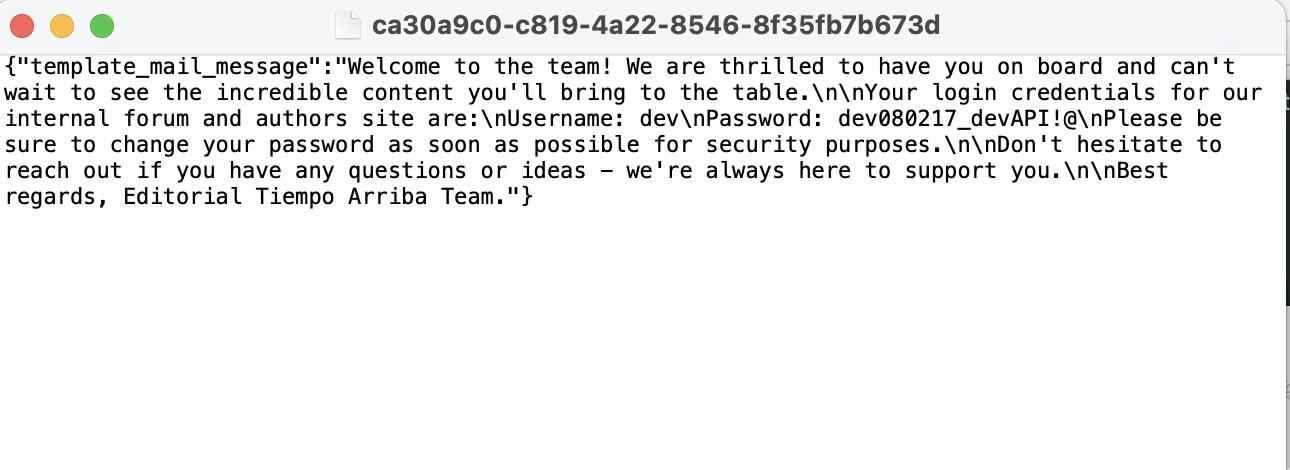 ca30a9c0-c819-4a22-8546-8f35fb7b673d
{"template_mail_message":"Welcome to the team! We are thrilled to have you on board and can't
wait to see the incredible content you'll bring to the table.\n\nYour login credentials for our
internal forum and authors site are:\nUsername: dev\nPassword: dev080217_devAPI!@\nPlease be
sure to change your password as soon as possible for security purposes.\n\nDon't hesitate to
reach out if you have any questions or ideas - we're always here to support you.\n\nBest
regards, Editorial Tiempo Arriba Team."}